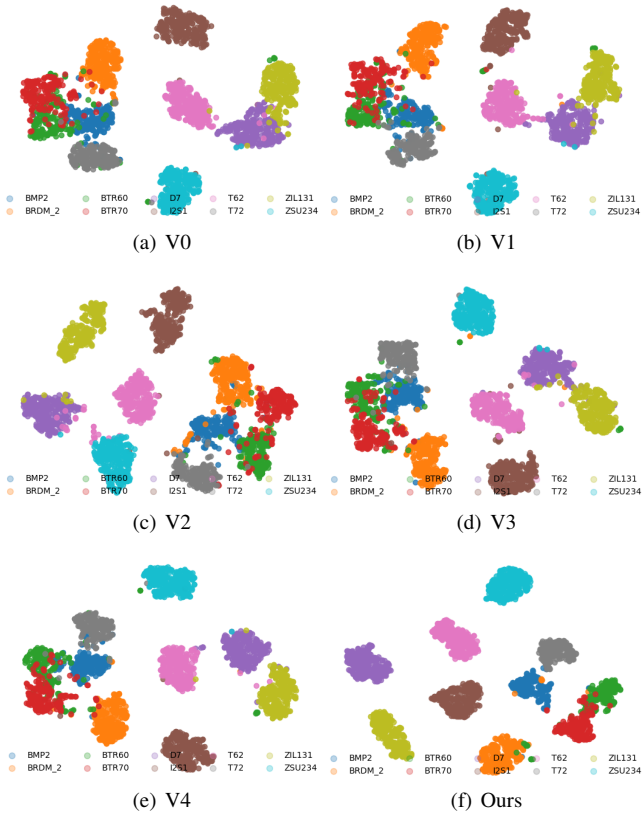 BMP2 BTR60 D7 T62 ZIL131
BRDM_2 BTR70 I2S1 T72 ZSU234
(a) V0
BMP2 BTR60 D7 T62 ZIL131
BRDM_2 BTR70 I2S1 T72 ZSU234
(b) V1
BMP2 BTR60 D7 T62 ZIL131
BRDM_2 BTR70 I2S1 T72 ZSU234
(c) V2
BMP2 BTR60 D7 T62 ZIL131
BRDM_2 BTR70 I2S1 T72 ZSU234
(d) V3
BMP2 BTR60 D7 T62 ZIL131
BRDM_2 BTR70 I2S1 T72 ZSU234
(e) V4
BMP2 BTR60 D7 T62 ZIL131
BRDM_2 BTR70 I2S1 T72 ZSU234
(f) Ours